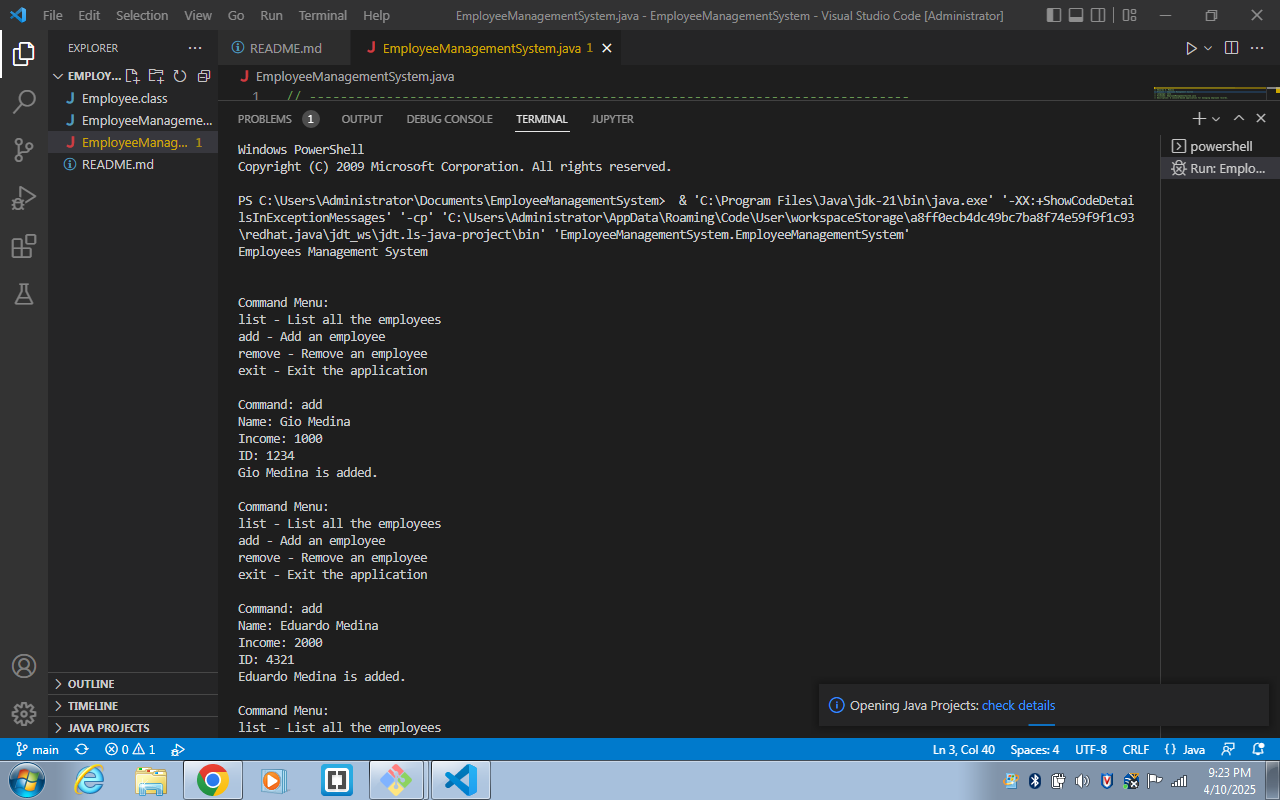 File Edit Selection View Go Run Terminal Help EmployeeManagementSystem.java - EmployeeManagementSystem - Visual Studio Code [Administrator]
EXPLORER ···
README.md EmployeeManagementSystem.java 1
EMPLOY...
EmployeeManagementSystem.java
Employee.class
EmployeeManageme...
EmployeeManag... 1
README.md
1 // ------------------------------------------------------------------------------
PROBLEMS 1 OUTPUT DEBUG CONSOLE TERMINAL JUPYTER
powershell
Run: Emplo...
Windows PowerShell
Copyright (C) 2009 Microsoft Corporation. All rights reserved.
PS C:\Users\Administrator\Documents\EmployeeManagementSystem>  & 'C:\Program Files\Java\jdk-21\bin\java.exe' '-XX:+ShowCodeDetai
lsInExceptionMessages' '-cp' 'C:\Users\Administrator\AppData\Roaming\Code\User\workspaceStorage\a8ff0ecb4dc49bc7ba8f74e59f9f1c93
\redhat.java\jdt_ws\jdt.ls-java-project\bin' 'EmployeeManagementSystem.EmployeeManagementSystem'
Employees Management System
Command Menu:
list - List all the employees
add - Add an employee
remove - Remove an employee
exit - Exit the application
Command: add
Name: Gio Medina
Income: 1000
ID: 1234
Gio Medina is added.
Command Menu:
list - List all the employees
add - Add an employee
remove - Remove an employee
exit - Exit the application
Command: add
Name: Eduardo Medina
Income: 2000
ID: 4321
Eduardo Medina is added.
Command Menu:
list - List all the employees
OUTLINE
TIMELINE
JAVA PROJECTS
Opening Java Projects: check details
main 0 1 Ln 3, Col 40 Spaces: 4 UTF-8 CRLF {} Java
9:23 PM
4/10/2025